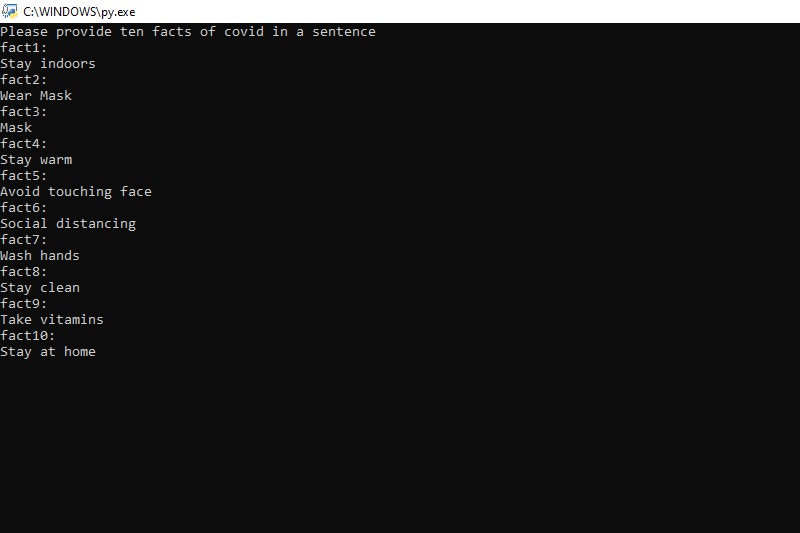 C:\WINDOWS\py.exe
Please provide ten facts of covid in a sentence
fact1:
Stay indoors
fact2:
Wear Mask
fact3:
Mask
fact4:
Stay warm
fact5:
Avoid touching face
fact6:
Social distancing
fact7:
Wash hands
fact8:
Stay clean
fact9:
Take vitamins
fact10:
Stay at home